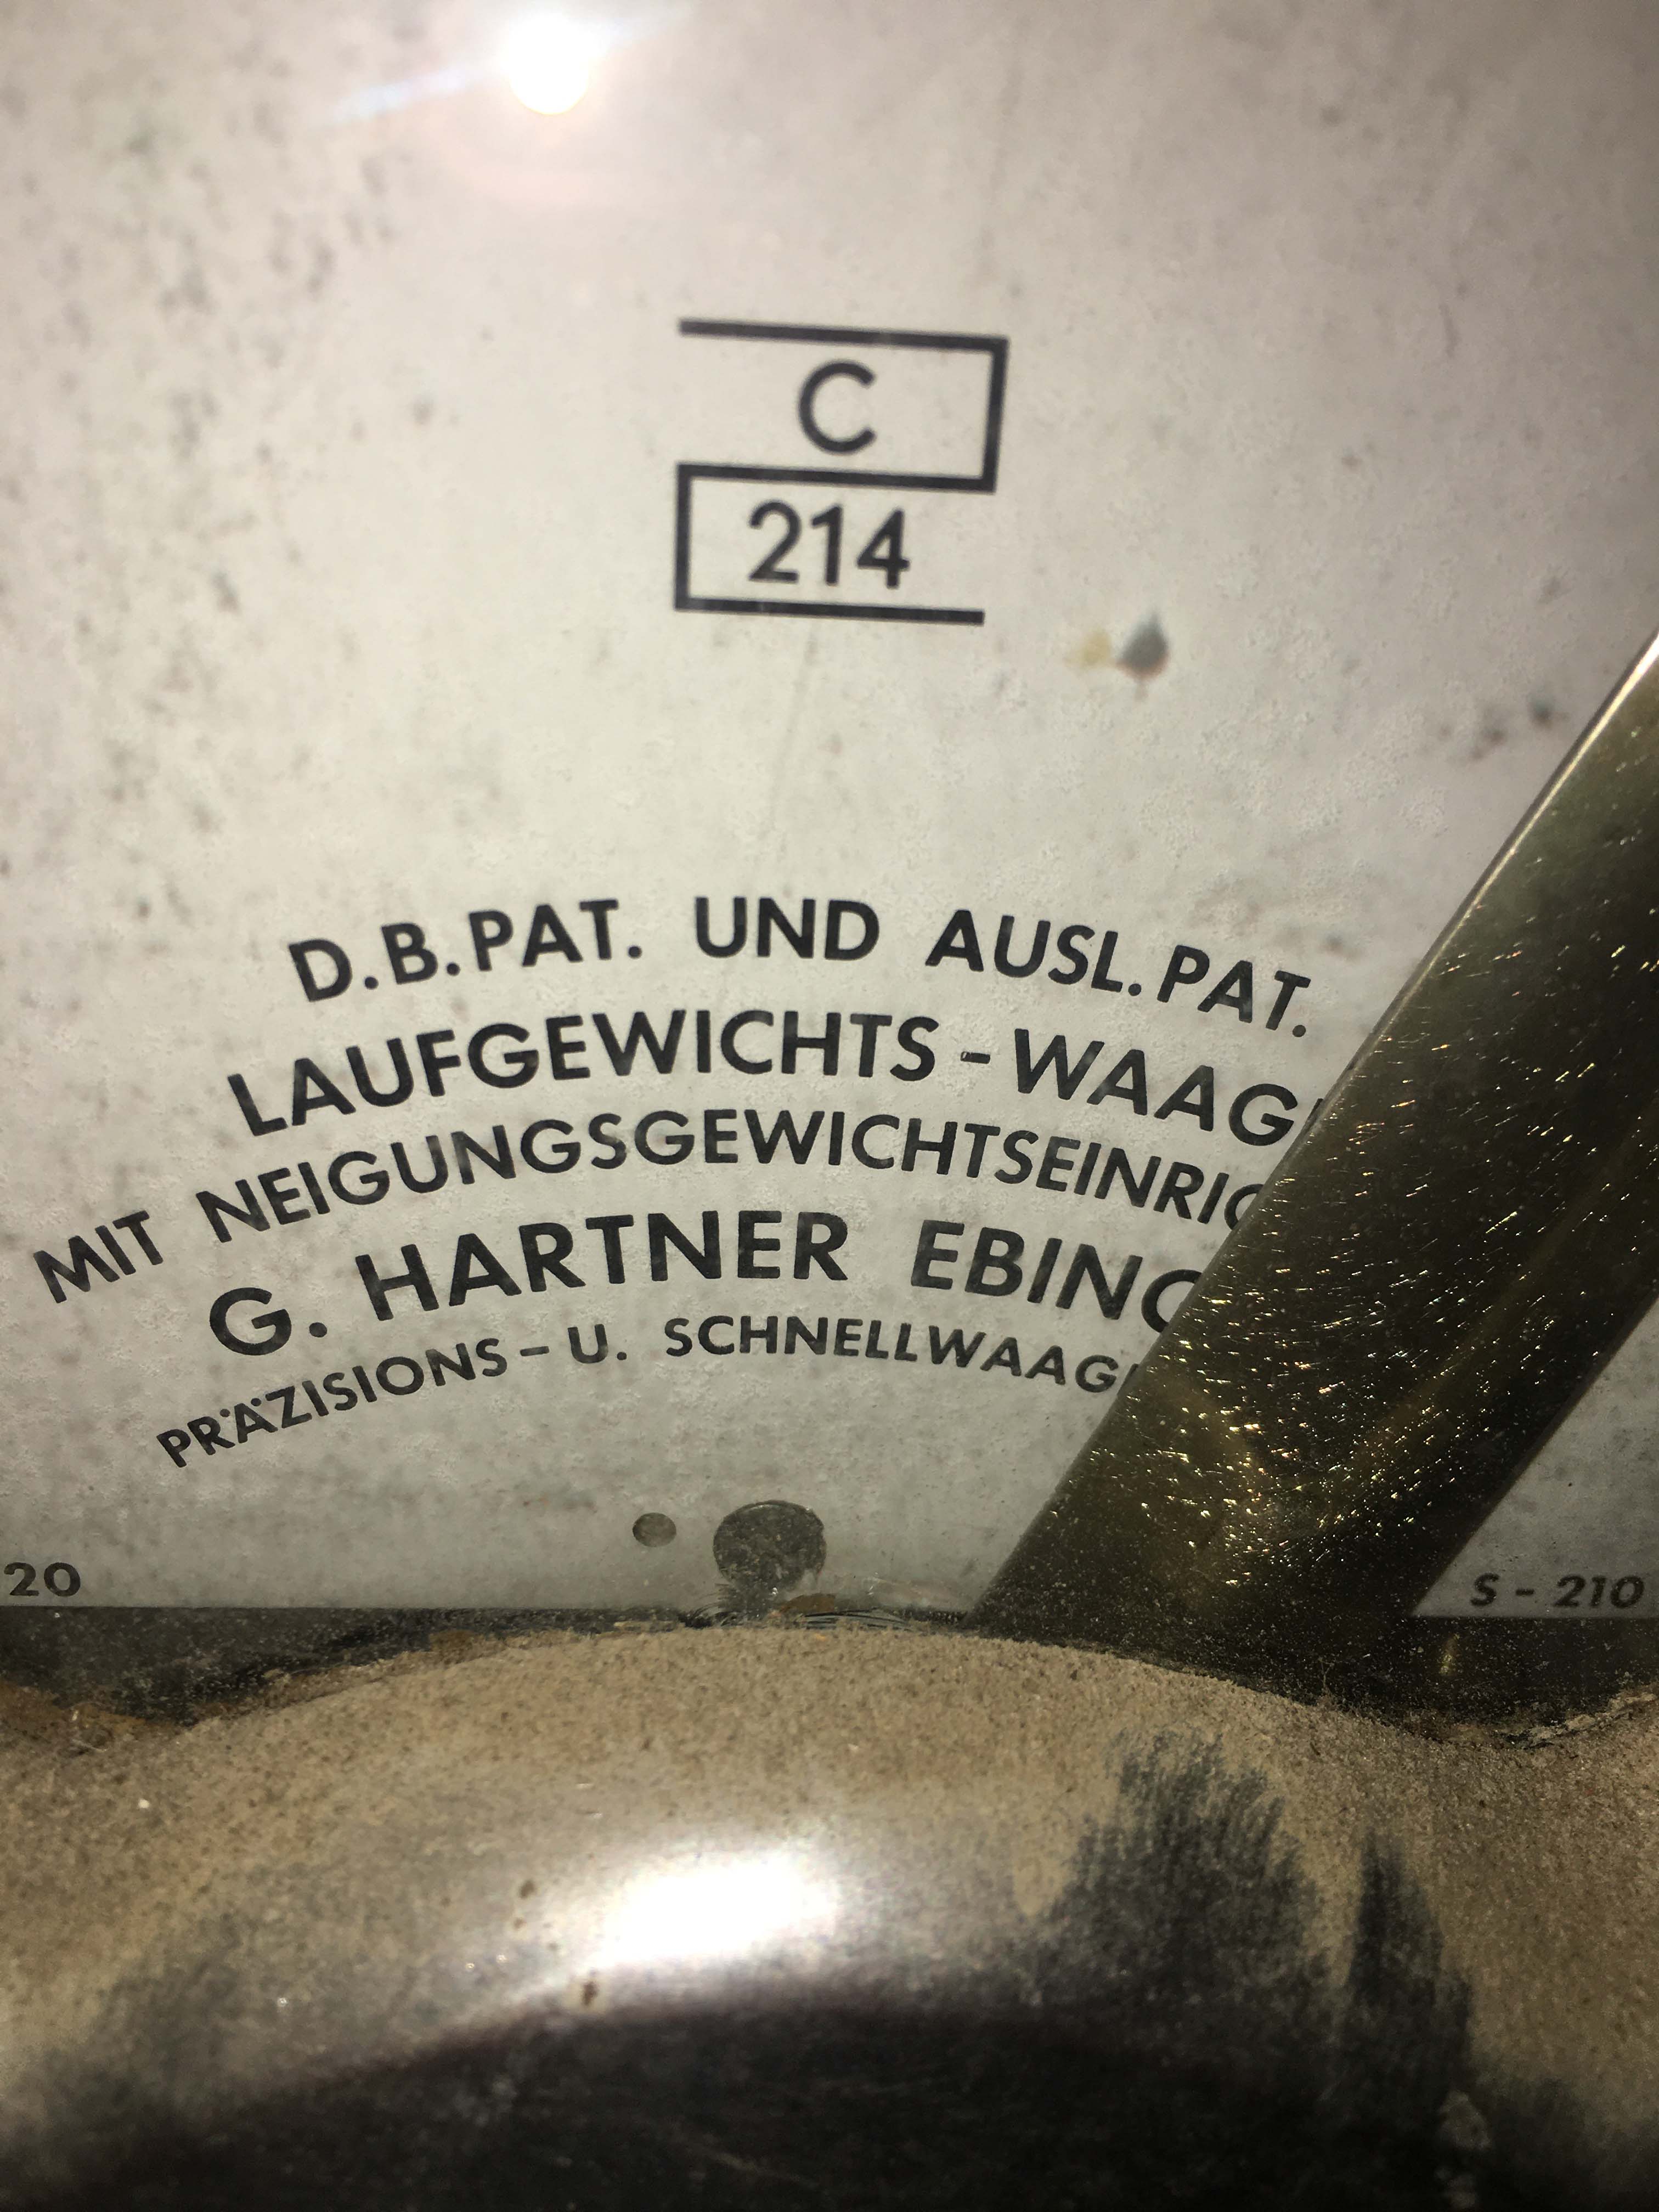 C
214
D.B.PAT. UND AUSL.PAT.
LAUFGEWICHTS-WAAG
MIT NEIGUNGSGEWICHTSEINRIC
G. HARTNER EBING
PRÄZISIONS-U. SCHNELLWAAG
20
S-210